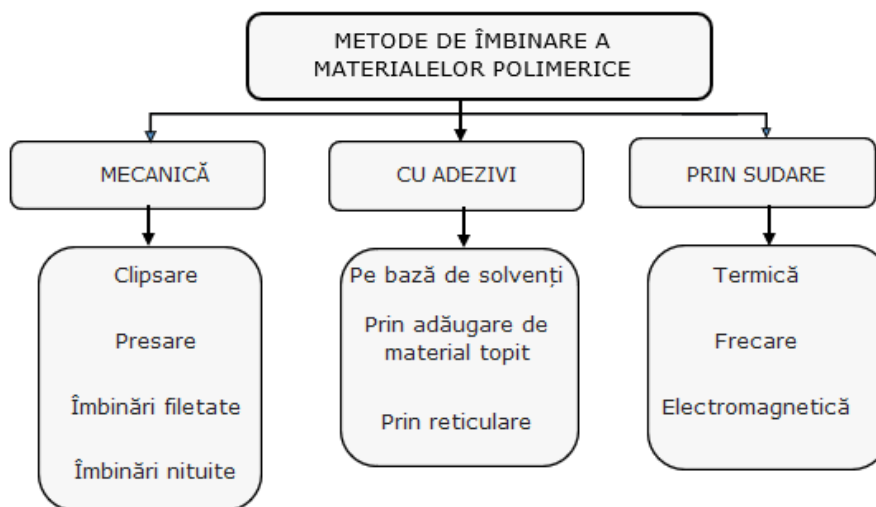 METODE DE ÎMBINARE A
MATERIALELOR POLIMERICE
MECANICĂ
CU ADEZIVI
PRIN SUDARE
Clipsare
Presare
Îmbinări filetate
Îmbinări nituite
Pe bază de solvenți
Prin adăugare de
material topit
Prin reticulare
Termică
Frecare
Electromagnetică